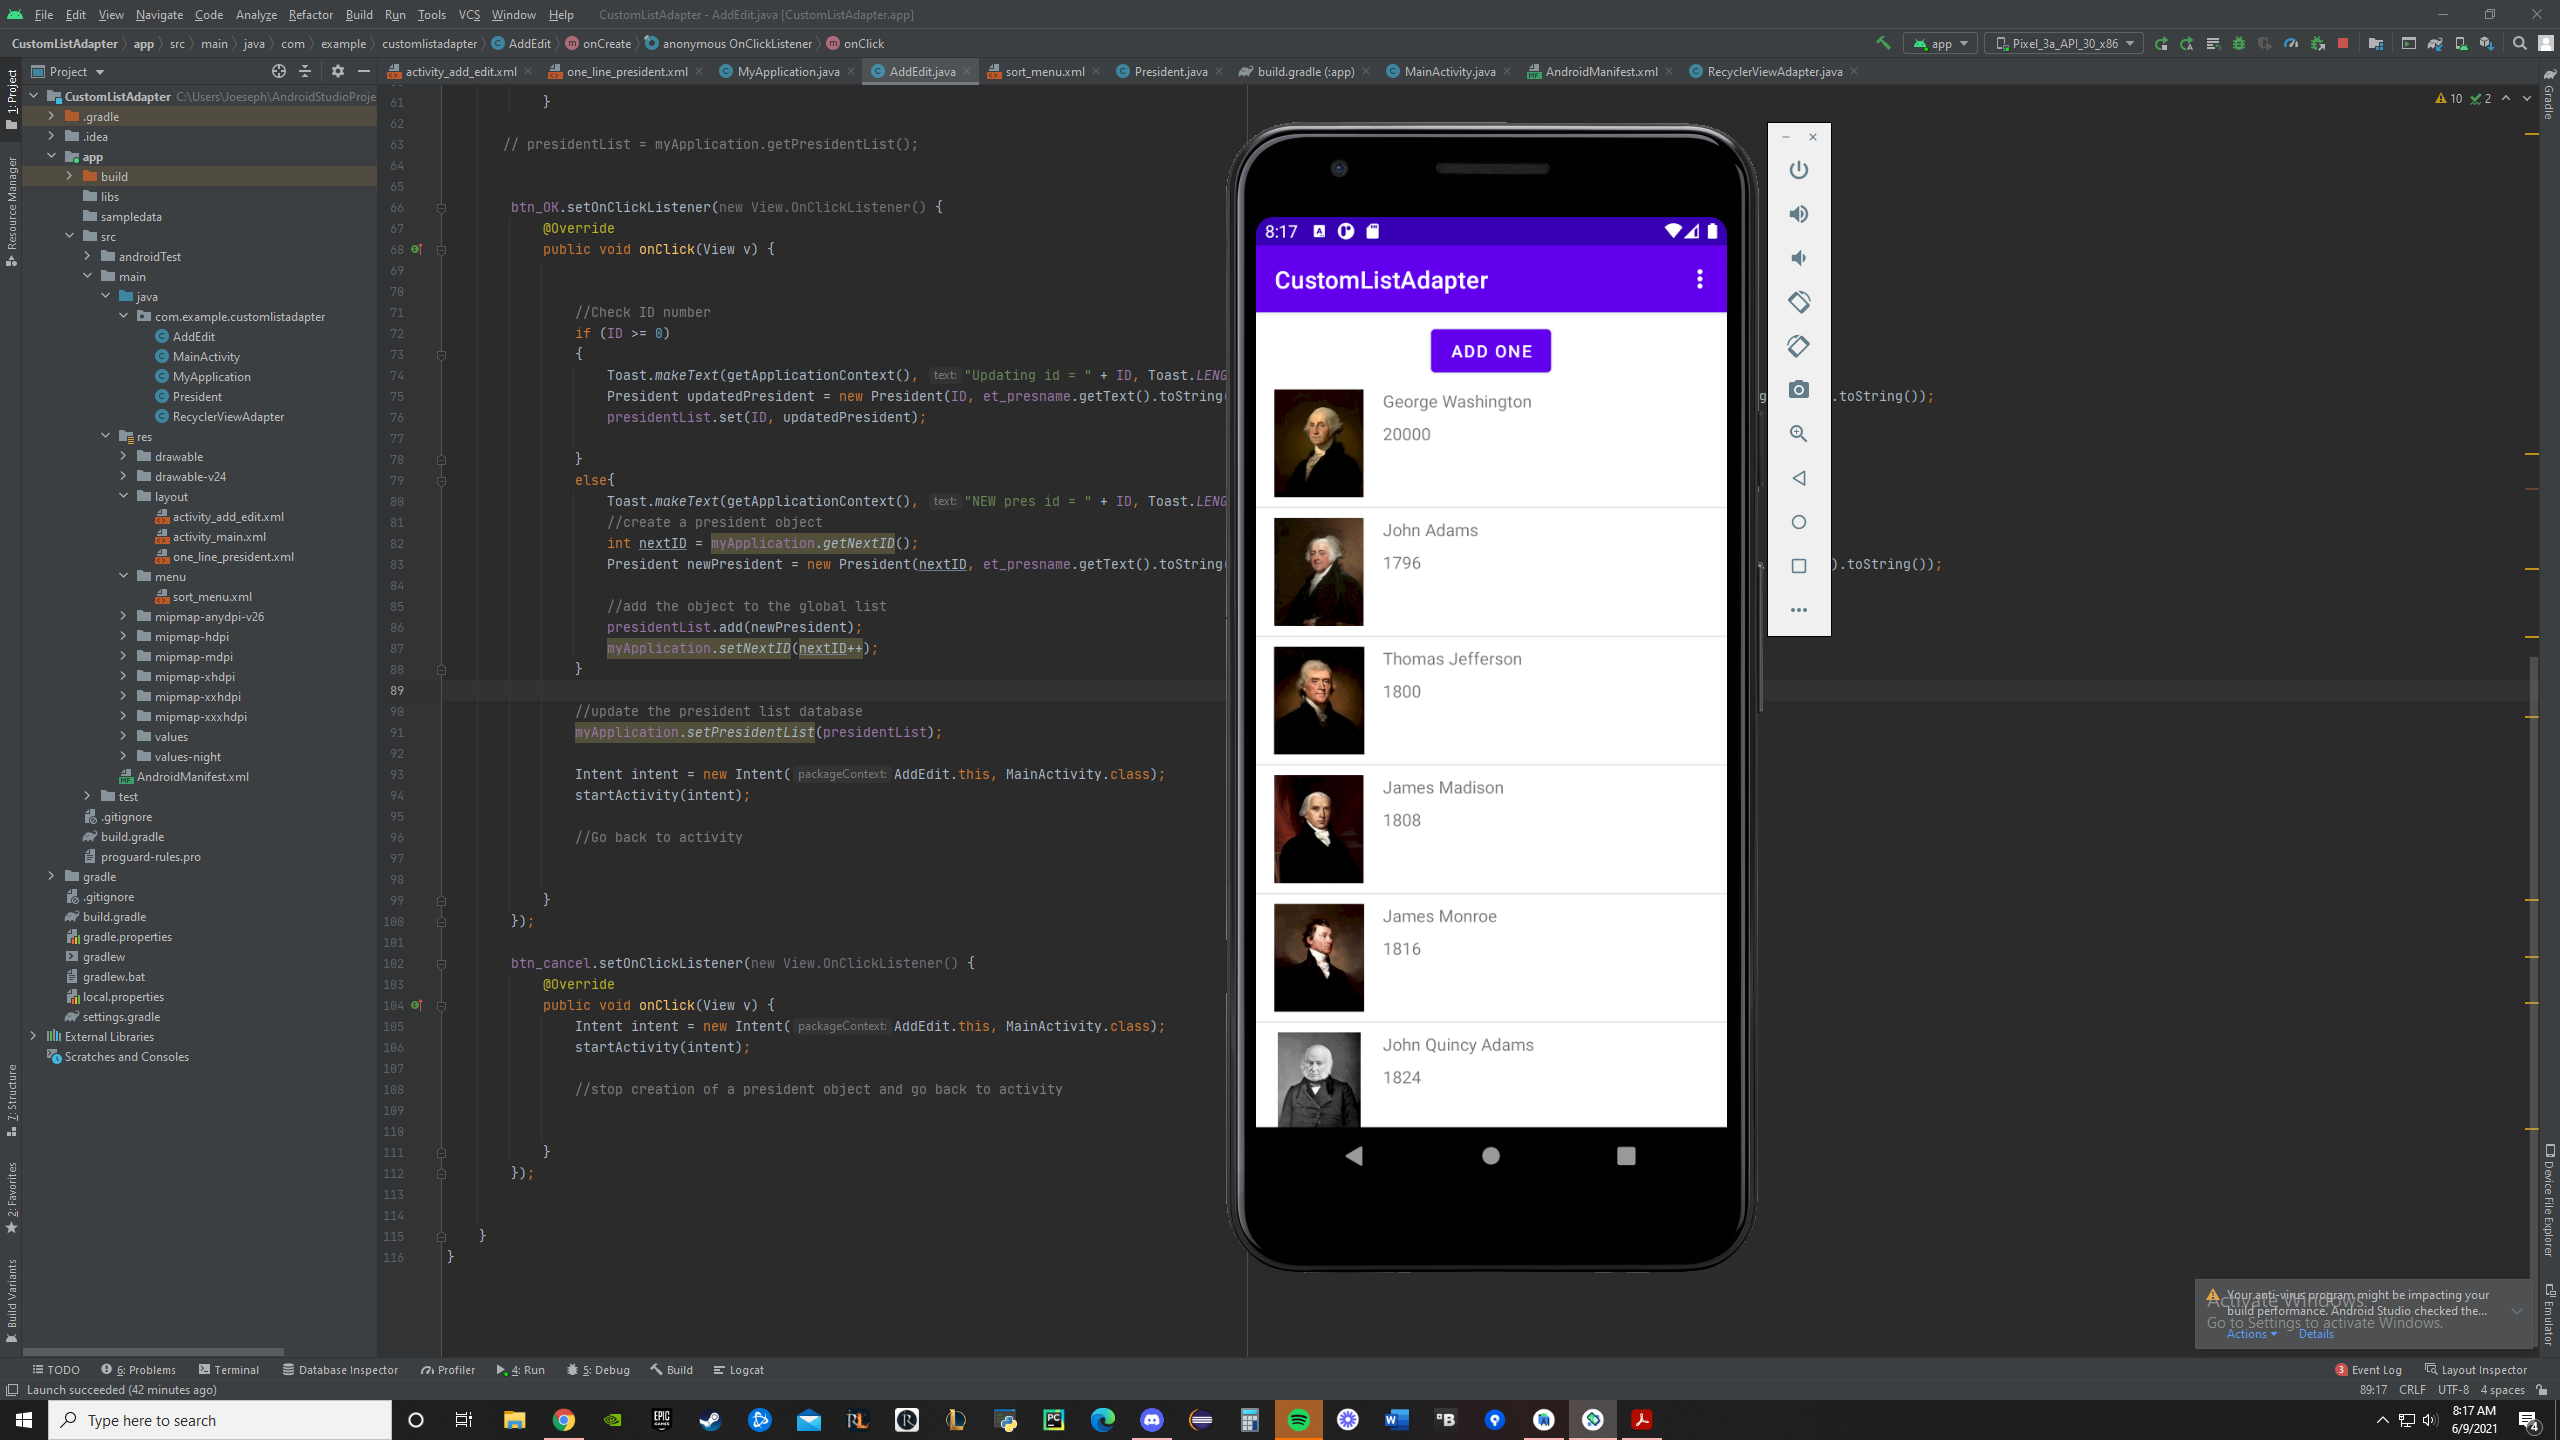 File Edit View Navigate Code Analyze Refactor Build Run Tools VCS Window Help CustomListAdapter - AddEdit.java [CustomListAdapter.app]
CustomListAdapter app src main java com example customlistadapter AddEdit onCreate anonymous OnClickListener onClick app Pixel_3a_API_30_x86
Project
activity_add_edit.xml one_line_president.xml MyApplication.java AddEdit.java sort_menu.xml President.java build.gradle (:app) MainActivity.java AndroidManifest.xml RecyclerViewAdapter.java
1: Project
Resource Manager
7: Structure
2: Favorites
Build Variants
CustomListAdapter C:\Users\Joeseph\AndroidStudioProje
.gradle
.idea
app
build
libs
sampledata
src
androidTest
main
java
com.example.customlistadapter
AddEdit
MainActivity
MyApplication
President
RecyclerViewAdapter
res
drawable
drawable-v24
layout
activity_add_edit.xml
activity_main.xml
one_line_president.xml
menu
sort_menu.xml
mipmap-anydpi-v26
mipmap-hdpi
mipmap-mdpi
mipmap-xhdpi
mipmap-xxhdpi
mipmap-xxxhdpi
values
values-night
AndroidManifest.xml
test
.gitignore
build.gradle
proguard-rules.pro
gradle
.gitignore
build.gradle
gradle.properties
gradlew
gradlew.bat
local.properties
settings.gradle
External Libraries
Scratches and Consoles
10 2
61 }
62
63 // presidentList = myApplication.getPresidentList();
64
65
66 btn_OK.setOnClickListener(new View.OnClickListener() {
67 @Override
68 public void onClick(View v) {
69
70
71 //Check ID number
72 if (ID >= 0)
73 {
74 Toast.makeText(getApplicationContext(), text: "Updating id = " + ID, Toast.LENG
75 President updatedPresident = new President(ID, et_presname.getText().toString( .toString());
76 presidentList.set(ID, updatedPresident);
77
78 }
79 else{
80 Toast.makeText(getApplicationContext(), text: "NEW pres id = " + ID, Toast.LENG
81 //create a president object
82 int nextID = myApplication.getNextID();
83 President newPresident = new President(nextID, et_presname.getText().toString( ).toString());
84
85 //add the object to the global list
86 presidentList.add(newPresident);
87 myApplication.setNextID(nextID++);
88 }
89
90 //update the president list database
91 myApplication.setPresidentList(presidentList);
92
93 Intent intent = new Intent( packageContext: AddEdit.this, MainActivity.class);
94 startActivity(intent);
95
96 //Go back to activity
97
98
99 }
100 });
101
102 btn_cancel.setOnClickListener(new View.OnClickListener() {
103 @Override
104 public void onClick(View v) {
105 Intent intent = new Intent( packageContext: AddEdit.this, MainActivity.class);
106 startActivity(intent);
107
108 //stop creation of a president object and go back to activity
109
110
111 }
112 });
113
114
115 }
116 }
8:17
CustomListAdapter
ADD ONE
George Washington
20000
John Adams
1796
Thomas Jefferson
1800
James Madison
1808
James Monroe
1816
John Quincy Adams
1824
Gradle
Device File Explorer
Emulator
Your anti-virus program might be impacting your
build performance. Android Studio checked the...
Actions Details
Activate Windows
Go to Settings to activate Windows.
TODO 6: Problems Terminal Database Inspector Profiler 4: Run 5: Debug Build Logcat 3 Event Log Layout Inspector
Launch succeeded (42 minutes ago) 89:17 CRLF UTF-8 4 spaces
Type here to search
8:17 AM
6/9/2021
4